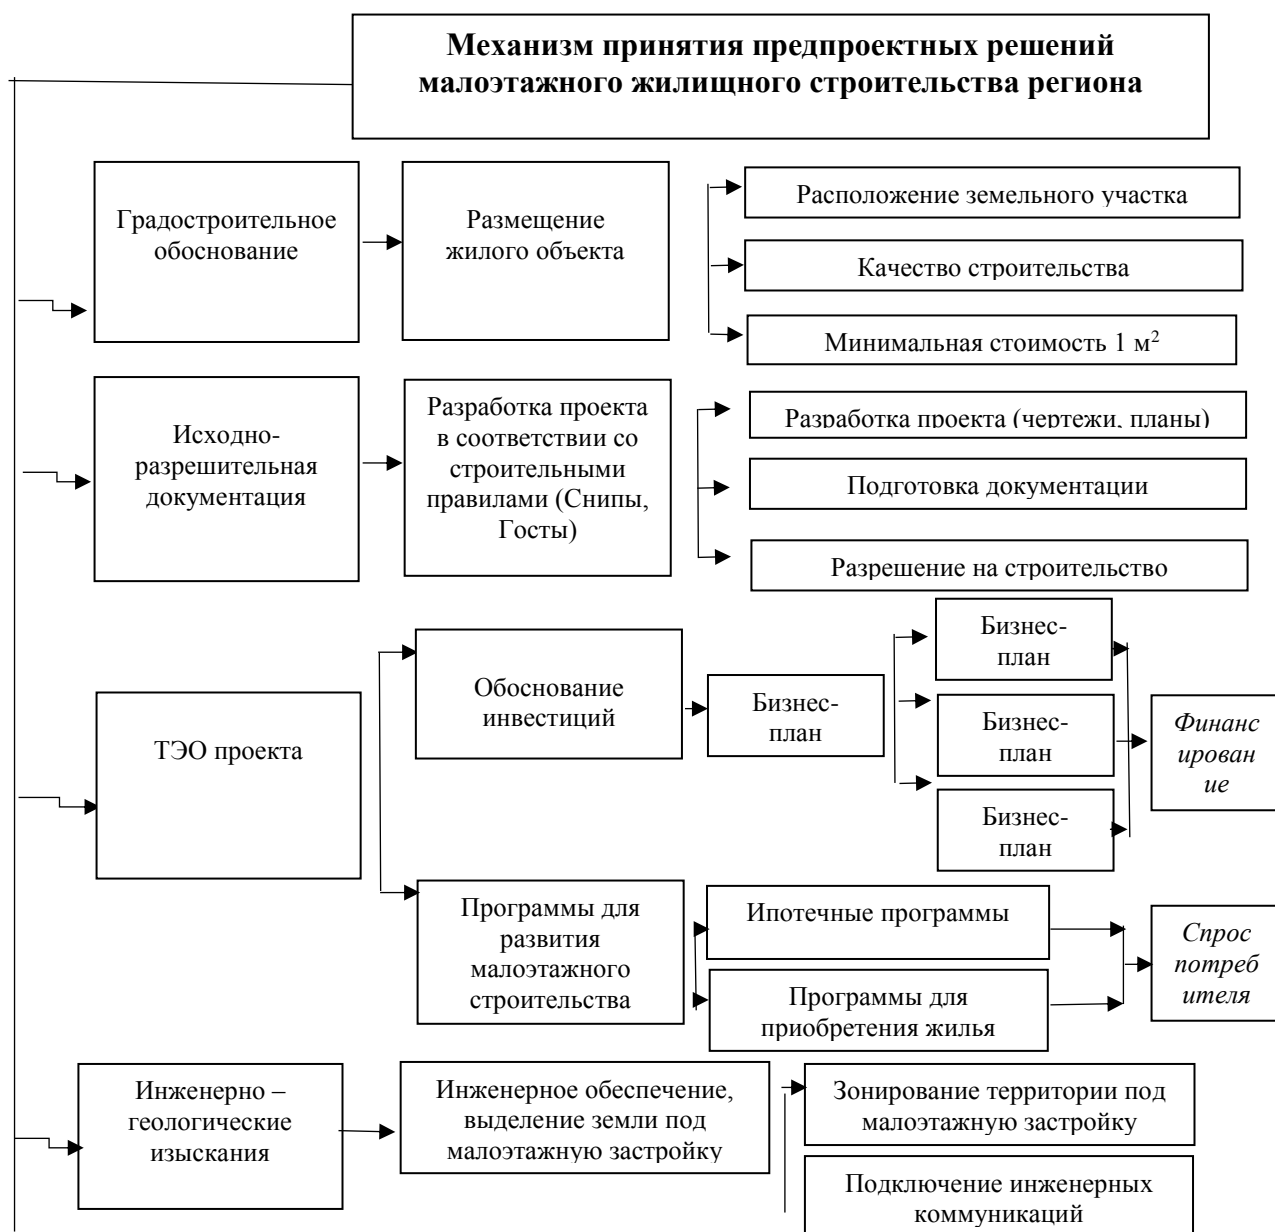 Механизм принятия предпроектных решений
малоэтажного жилищного строительства региона
Градостроительное
обоснование
Размещение
жилого объекта
Расположение земельного участка
Качество строительства
Минимальная стоимость 1 м²
Исходно-
разрешительная
документация
Разработка проекта
в соответствии со
строительными
правилами (Снипы,
Госты)
Разработка проекта (чертежи, планы)
Подготовка документации
Разрешение на строительство
ТЭО проекта
Обоснование
инвестиций
Бизнес-
план
Бизнес-
план
Бизнес-
план
Бизнес-
план
Финанс
ирован
ие
Программы для
развития
малоэтажного
строительства
Ипотечные программы
Программы для
приобретения жилья
Спрос
потреб
ителя
Инженерно –
геологические
изыскания
Инженерное обеспечение,
выделение земли под
малоэтажную застройку
Зонирование территории под
малоэтажную застройку
Подключение инженерных
коммуникаций